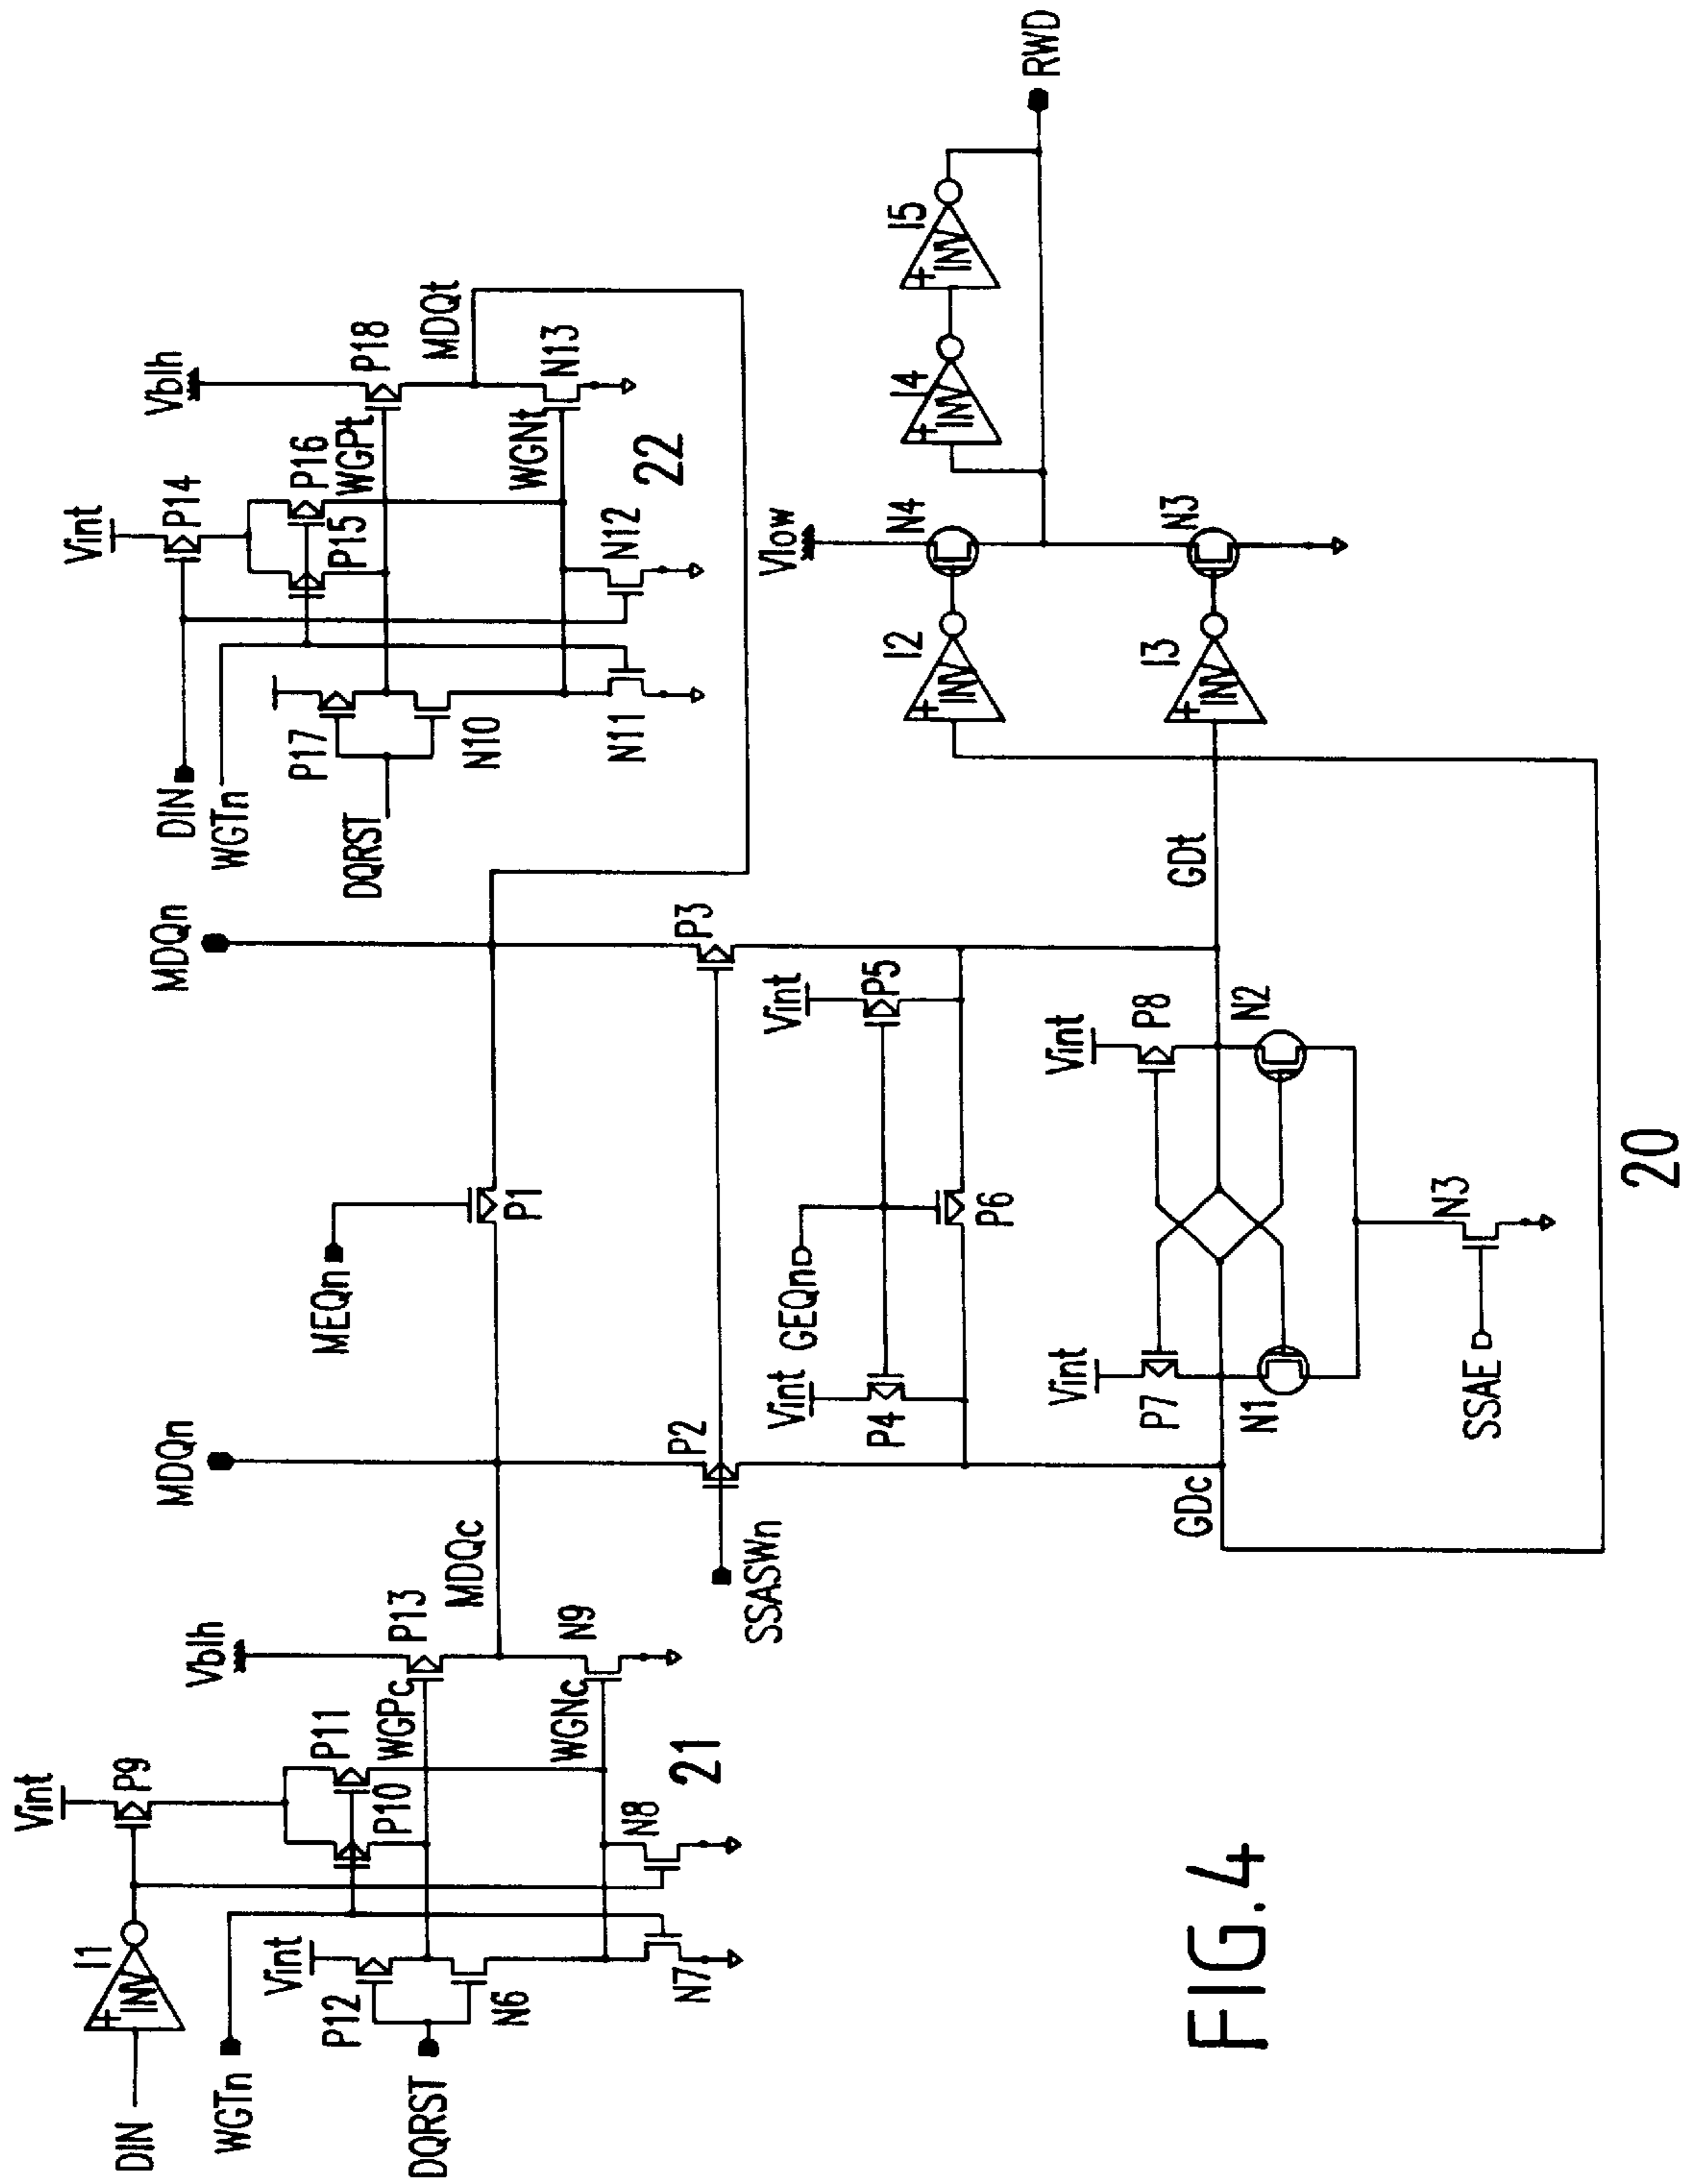 DIN
I1
INV
+
WGTn
DQRST
Vint
P9
P10
P11
Vint
P12
N6
N7
N8
21
Vblh
P13
WGPc
WGNc
N9
MDQc
MDQn
MEQn
P1
MDQn
SSASWn
P2
P3
GEQn
Vint
P4
Vint
P5
P6
GDc
GDt
Vint
P7
Vint
P8
N1
N2
SSAE
N3
20
DIN
WGTn
DQRST
Vint
P14
P15
P16
P17
N10
N11
N12
22
Vblh
P18
WGPt
WGNt
N13
MDQt
I2
INV
+
I3
INV
+
Vlow
N4
N3
I4
INV
+
I5
INV
+
RWD
FIG.4